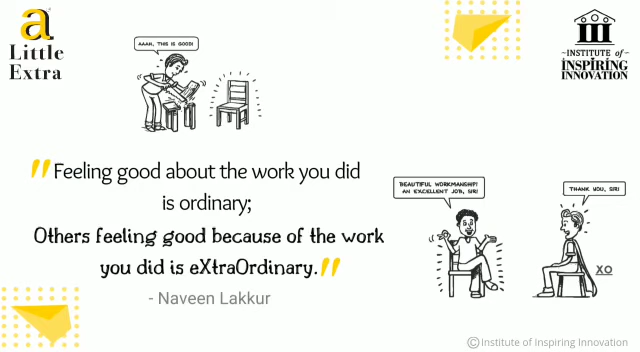 a
Little
Extra
AAAH, THIS IS GOOD!
~INSTITUTE of~
INSPIRING
INNOVATION
"Feeling good about the work you did
is ordinary;
Others feeling good because of the work
you did is eXtraOrdinary."
- Naveen Lakkur
BEAUTIFUL WORKMANSHIP!
AN EXCELLENT JOB, SIR!
THANK YOU, SIR!
XO
©Institute of Inspiring Innovation